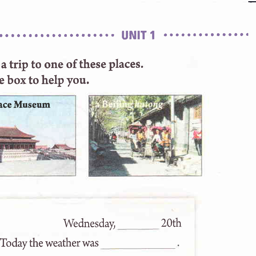 UNIT 1
a trip to one of these places.
e box to help you.
ace Museum
a Beijing hutong
Wednesday, ______ 20th
Today the weather was ____________ .